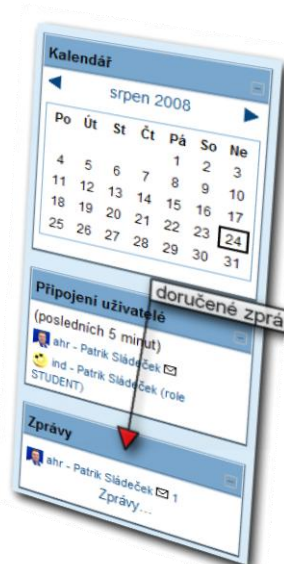 Kalendář
srpen 2008
Po Út St Čt Pá So Ne
1 2 3
4 5 6 7 8 9 10
11 12 13 14 15 16 17
18 19 20 21 22 23 24
25 26 27 28 29 30 31
Připojení uživatelé
doručené
(posledních 5 minut)
ahr - Patrik Sládeček
ind - Patrik Sládeček (role
STUDENT)
Zprávy
ahr - Patrik Sládeček 1
Zprávy...